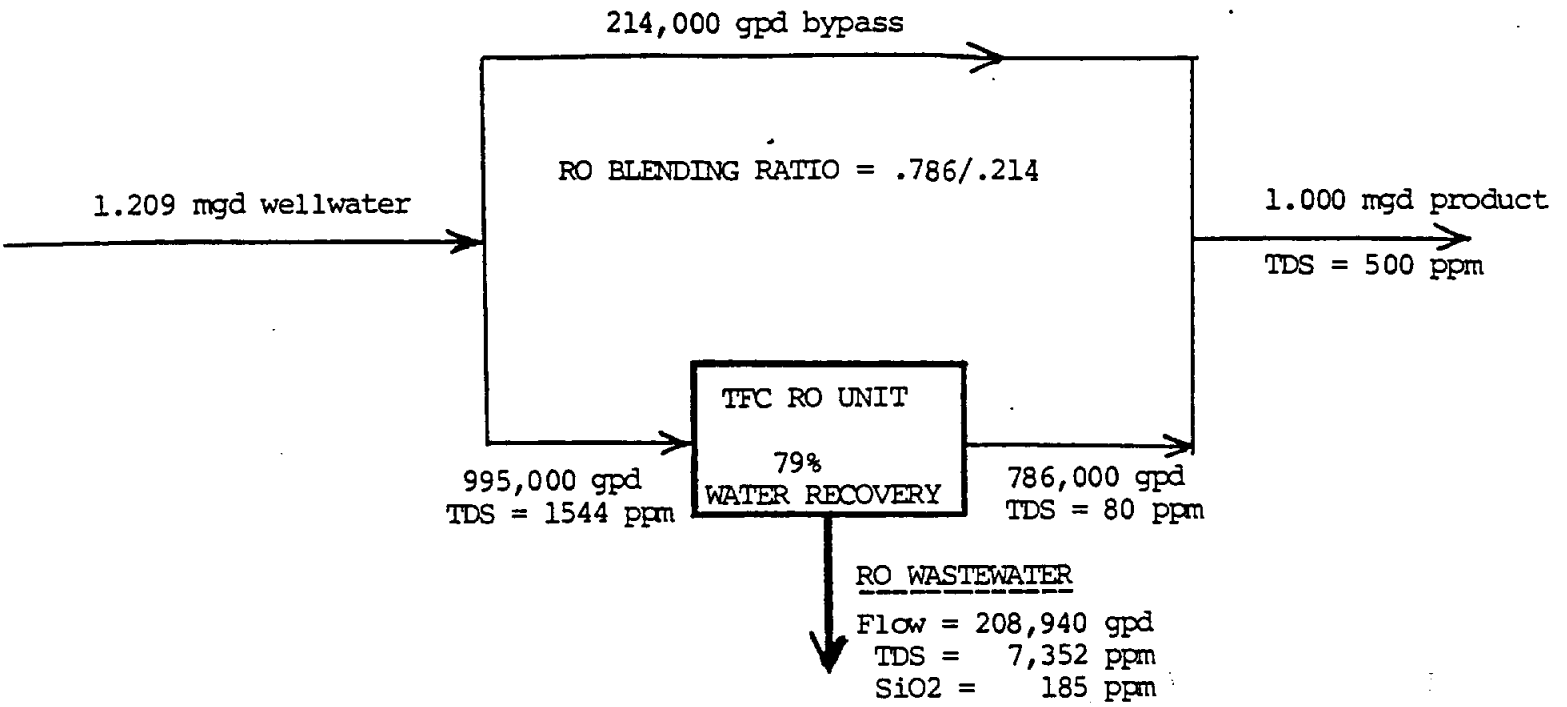 214,000 gpd bypass
RO BLENDING RATIO = .786/.214
1.209 mgd wellwater
1.000 mgd product
TDS = 500 ppm
TFC RO UNIT
79%
WATER RECOVERY
995,000 gpd
TDS = 1544 ppm
786,000 gpd
TDS = 80 ppm
RO WASTEWATER
Flow = 208,940 gpd
TDS = 7,352 ppm
SiO2 = 185 ppm